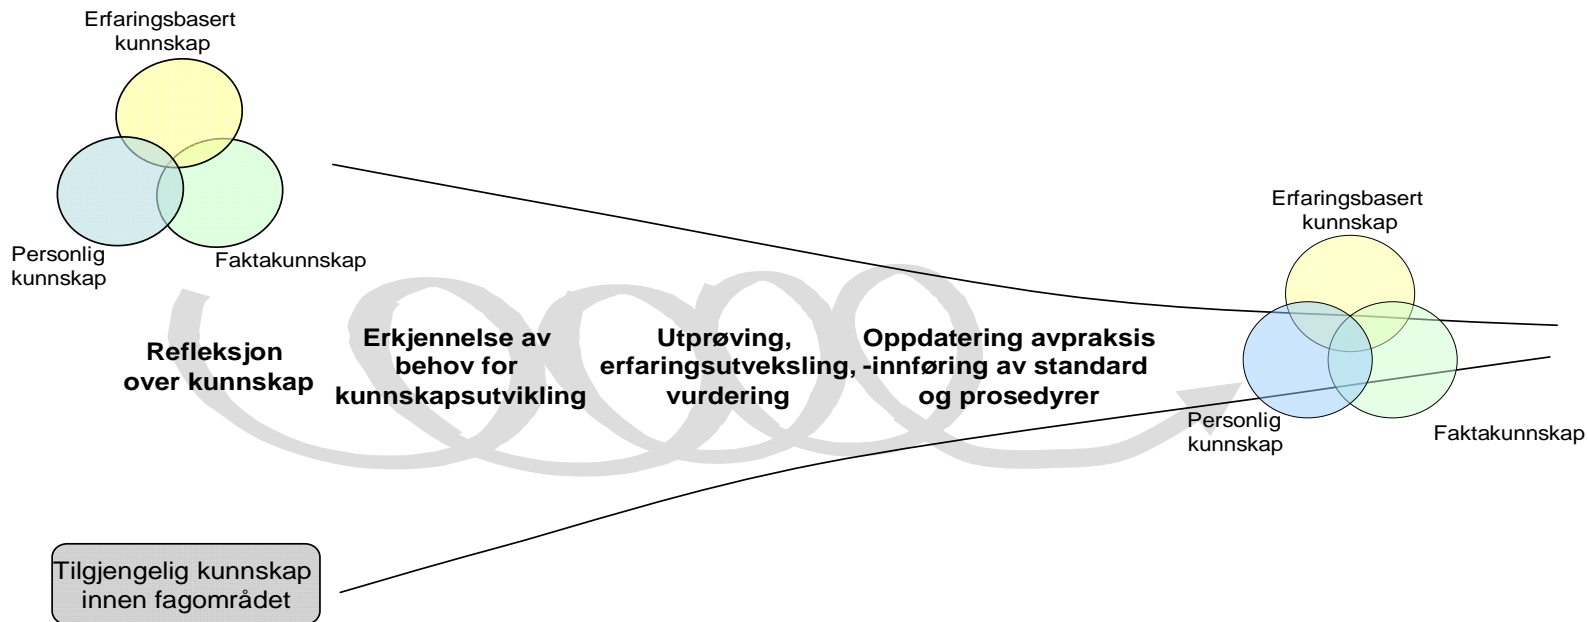 Erfaringsbasert
kunnskap
Personlig
kunnskap
Faktakunnskap
Refleksjon
over kunnskap
Erkjennelse av
behov for
kunnskapsutvikling
Utprøving,
erfaringsutveksling,
vurdering
Oppdatering avpraksis
-innføring av standard
og prosedyrer
Erfaringsbasert
kunnskap
Personlig
kunnskap
Faktakunnskap
Tilgjengelig kunnskap
innen fagområdet